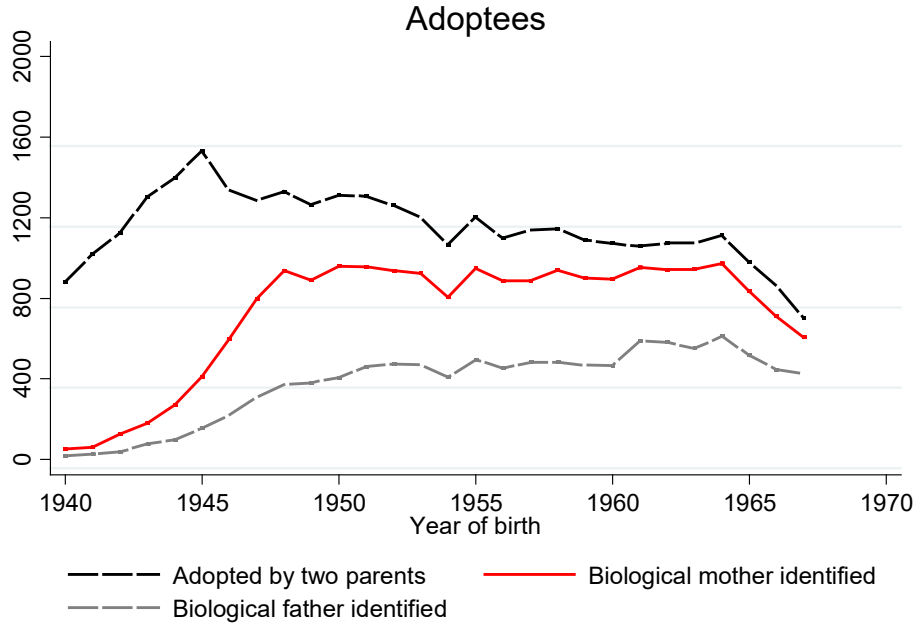 Adoptees
2000
1600
1200
800
400
0
1940 1945 1950 1955 1960 1965 1970
Year of birth
Adopted by two parents Biological mother identified
Biological father identified